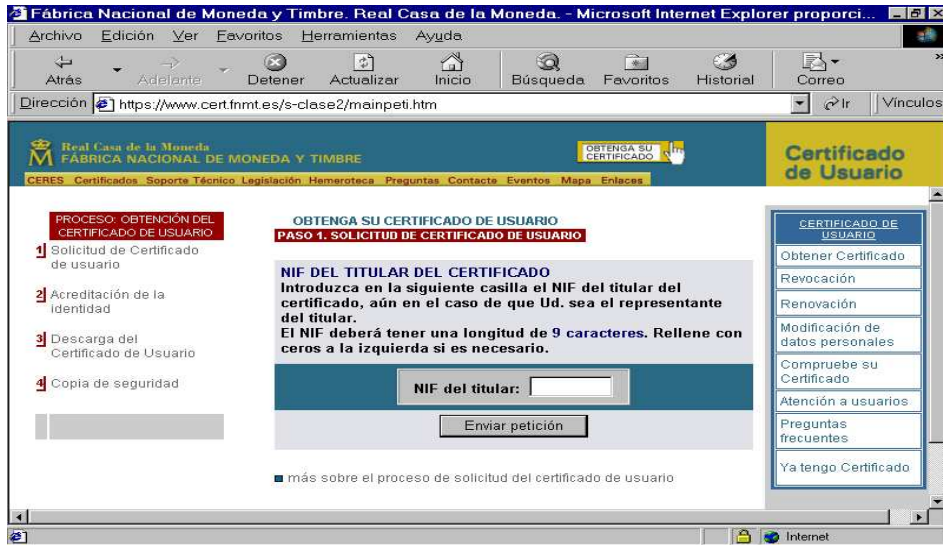 Fábrica Nacional de Moneda y Timbre. Real Casa de la Moneda. - Microsoft Internet Explorer proporci...
Archivo Edición Ver Favoritos Herramientas Ayuda
Atrás Adelante Detener Actualizar Inicio Búsqueda Favoritos Historial Correo
Dirección https://www.cert.fnmt.es/s-clase2/mainpeti.htm Ir Vínculos
Real Casa de la Moneda
FÁBRICA NACIONAL DE MONEDA Y TIMBRE
OBTENGA SU
CERTIFICADO
CERES Certificados Soporte Técnico Legislación Hemeroteca Preguntas Contacte Eventos Mapa Enlaces
Certificado
de Usuario
PROCESO: OBTENCIÓN DEL
CERTIFICADO DE USUARIO
1 Solicitud de Certificado
de usuario
2 Acreditación de la
identidad
3 Descarga del
Certificado de Usuario
4 Copia de seguridad
OBTENGA SU CERTIFICADO DE USUARIO
PASO 1. SOLICITUD DE CERTIFICADO DE USUARIO
NIF DEL TITULAR DEL CERTIFICADO
Introduzca en la siguiente casilla el NIF del titular del
certificado, aún en el caso de que Ud. sea el representante
del titular.
El NIF deberá tener una longitud de 9 caracteres. Rellene con
ceros a la izquierda si es necesario.
NIF del titular:
Enviar petición
más sobre el proceso de solicitud del certificado de usuario
CERTIFICADO DE
USUARIO
Obtener Certificado
Revocación
Renovación
Modificación de
datos personales
Compruebe su
Certificado
Atención a usuarios
Preguntas
frecuentes
Ya tengo Certificado
Internet